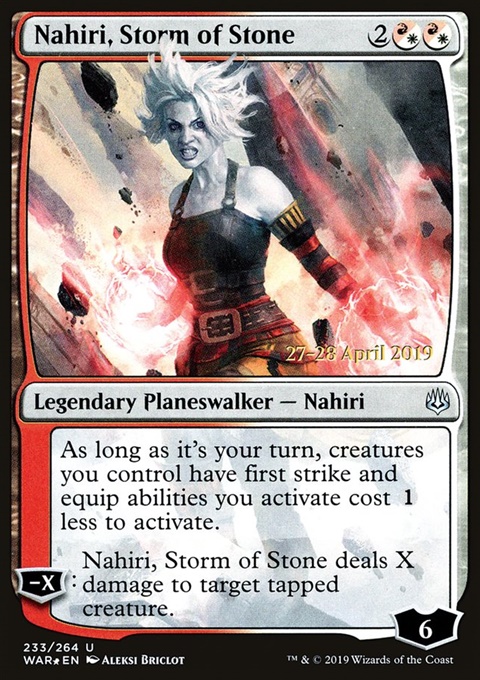 Nahiri, Storm of Stone 2
27-28 April 2019
Legendary Planeswalker — Nahiri
As long as it's your turn, creatures
you control have first strike and
equip abilities you activate cost 1
less to activate.
Nahiri, Storm of Stone deals X
−X: damage to target tapped
creature.
6
233/264 U
WAR★EN Aleksi Briclot
™ & © 2019 Wizards of the Coast